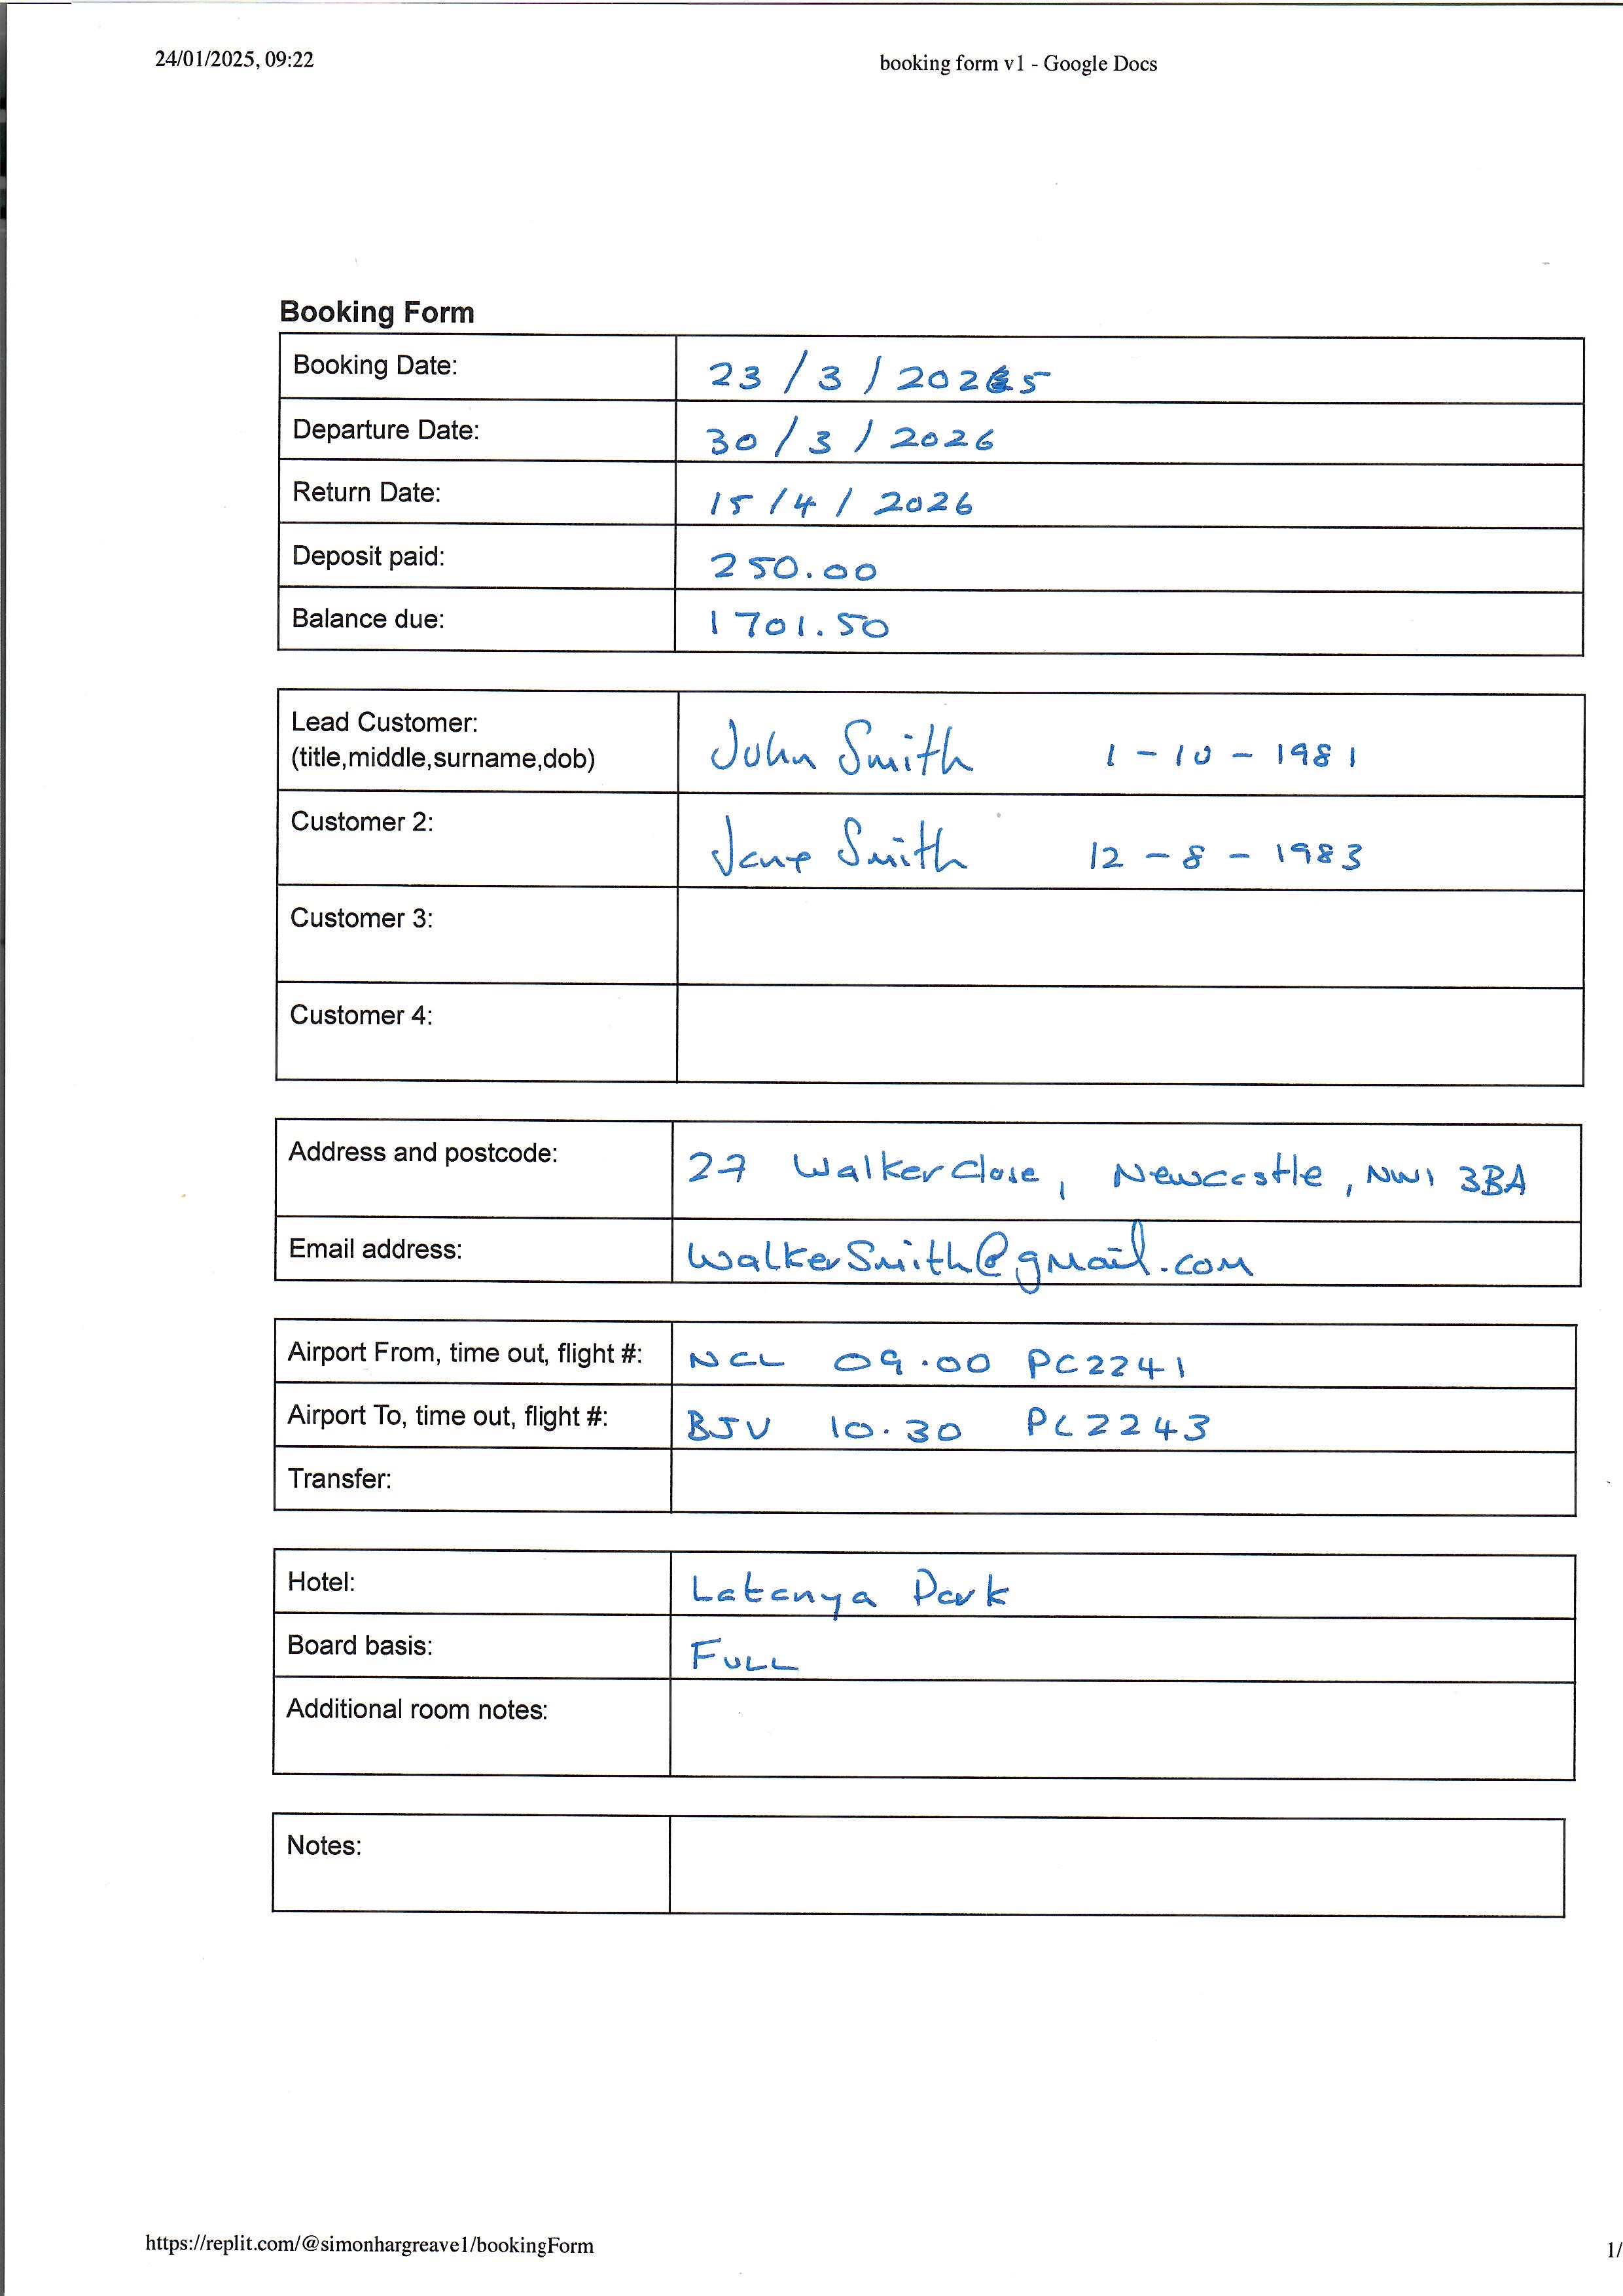 24/01/2025, 09:22 booking form v1 - Google Docs
Booking Form
Booking Date: 23 / 3 / 2025
Departure Date: 30 / 3 / 2026
Return Date: 15 / 4 / 2026
Deposit paid: 250.00
Balance due: 1701.50
Lead Customer:
(title,middle,surname,dob) John Smith 1 - 10 - 1981
Customer 2: Jane Smith 12 - 8 - 1983
Customer 3:
Customer 4:
Address and postcode: 27 Walker Close, Newcastle, NW1 3BA
Email address: WalkerSmith@gmail.com
Airport From, time out, flight #: NCL 09.00 PC2241
Airport To, time out, flight #: BJV 10.30 PC2243
Transfer:
Hotel: Latanya Park
Board basis: FULL
Additional room notes:
Notes:
https://replit.com/@simonhargreave1/bookingForm 1/